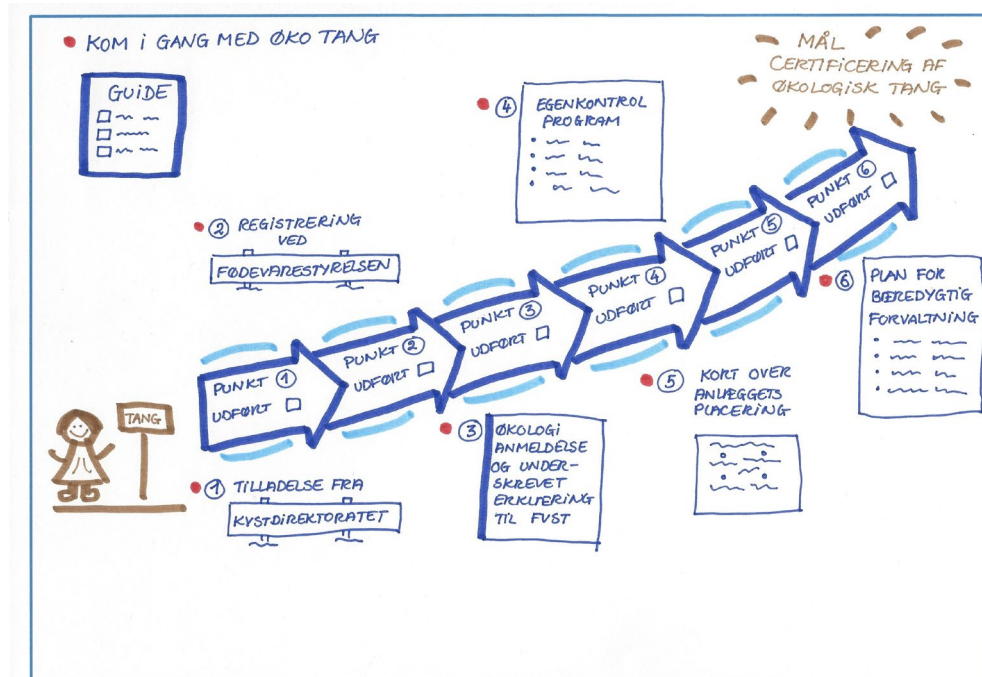 KOM I GANG MED ØKO TANG
GUIDE
MÅL
CERTIFICERING AF
ØKOLOGISK TANG
④ EGENKONTROL
PROGRAM
② REGISTRERING
VED
FØDEVARESTYRELSEN
PUNKT ①
UDFØRT
PUNKT ②
UDFØRT
PUNKT ③
UDFØRT
PUNKT ④
UDFØRT
PUNKT ⑤
UDFØRT
PUNKT ⑥
UDFØRT
TANG
① TILLADELSE FRA
KYSTDIREKTORATET
③ ØKOLOGI
ANMELDELSE
OG UNDER-
SKREVET
ERKLÆRING
TIL FVST
⑤ KORT OVER
ANLÆGGETS
PLACERING
⑥ PLAN FOR
BÆREDYGTIG
FORVALTNING